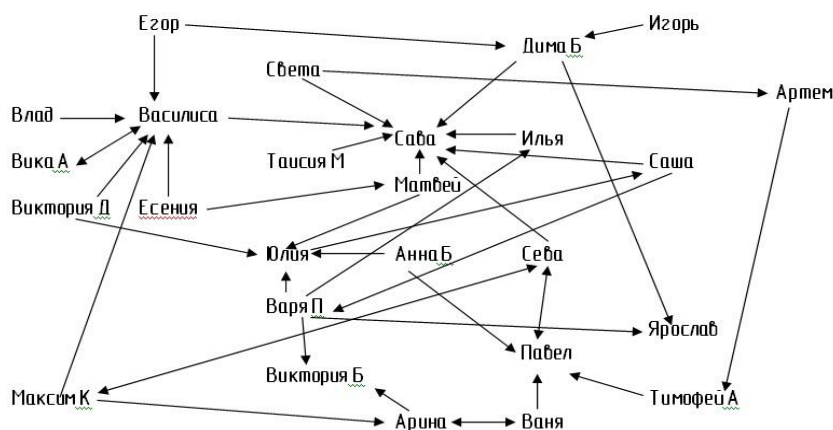 Егор
Игорь
Дима Б
Света
Артем
Влад
Василиса
Сава
Илья
Вика А
Таисия М
Саша
Матвей
Виктория Д
Есения
Юлия
Анна Б
Сева
Варя П
Ярослав
Павел
Виктория Б
Максим К
Тимофей А
Арина
Ваня